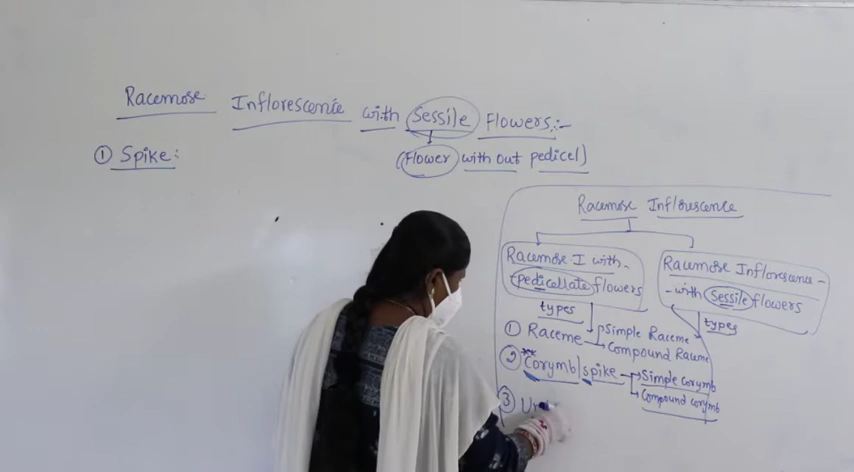 Racemose Inflorescence with Sessile Flowers:-
① Spike:
(Flower with out pedicel)
Racemose Inflorescence
Racemose I with-
pedicellate flowers
types
① Raceme
Simple Raceme
Compound Raceme
② ** Corymb|spike
Simple corymb
Compound corymb
③
Racemose Inflorescence-
-with Sessile flowers
types